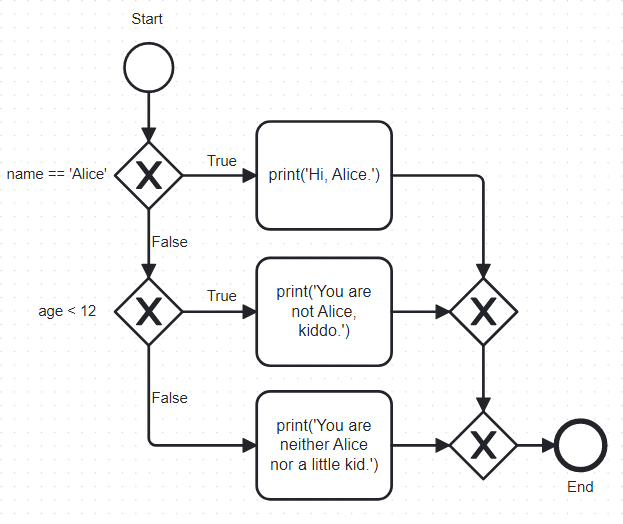 Start
name == 'Alice'
True
print('Hi, Alice.')
False
age < 12
True
print('You are
not Alice,
kiddo.')
False
print('You are
neither Alice
nor a little kid.')
End